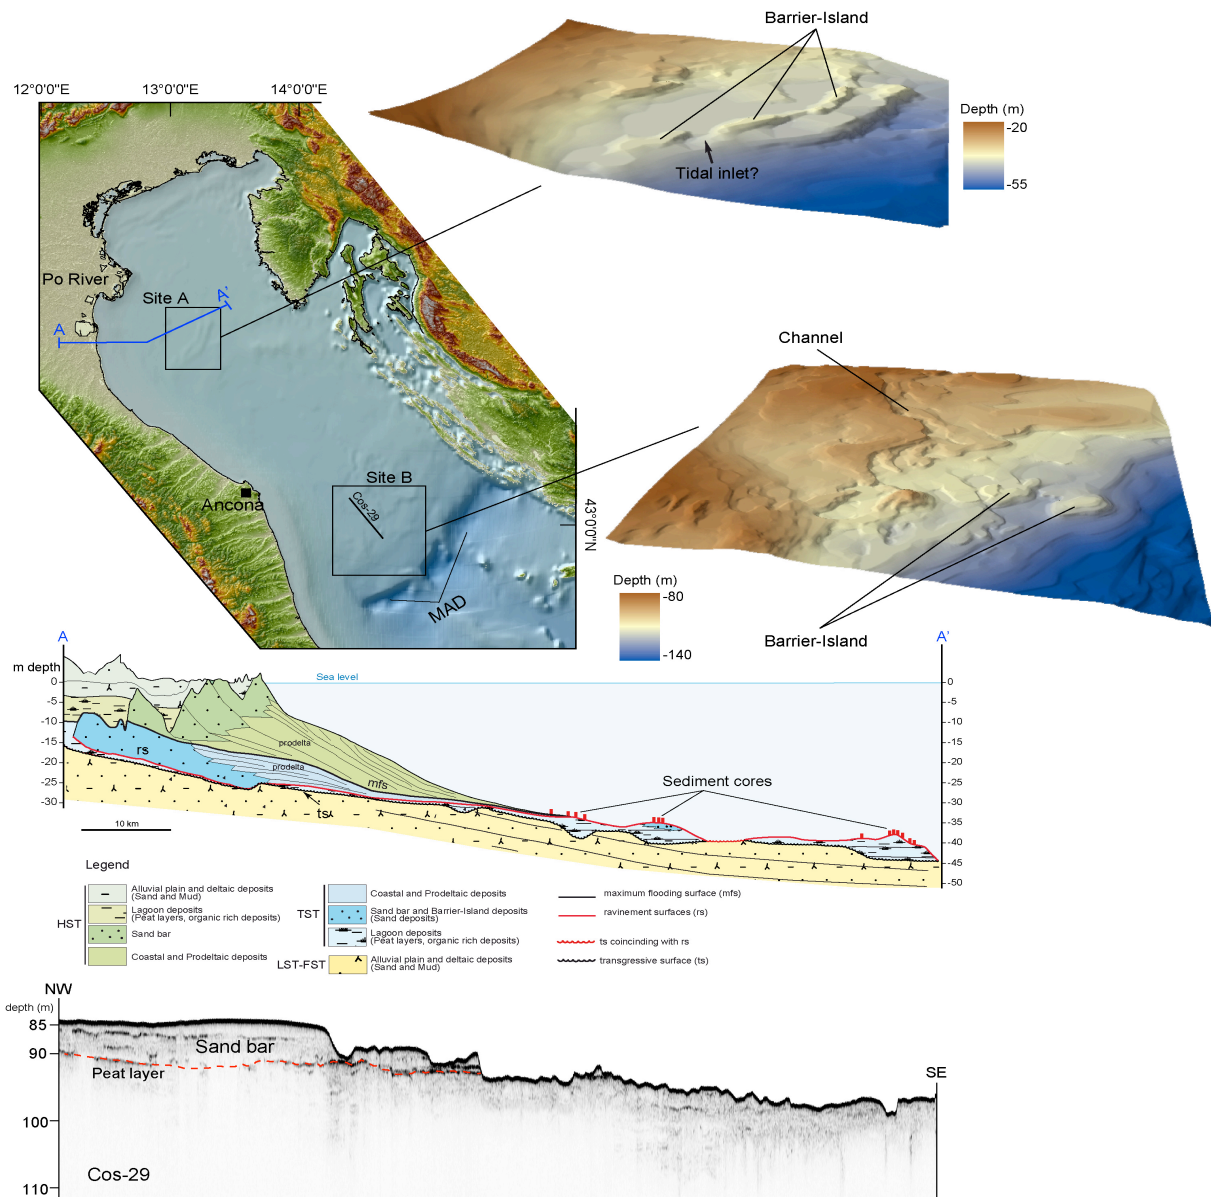 Barrier-Island
12°0'0"E
13°0'0"E
14°0'0"E
Depth (m)
-20
-55
Tidal inlet?
Po River
Site A
A
A'
Channel
Site B
Cos-29
Ancona
43°0'0"N
MAD
Depth (m)
-80
-140
Barrier-Island
A
A'
m depth
Sea level
0
-5
-10
-15
-20
-25
-30
0
-5
-10
-15
-20
-25
-30
-35
-40
-45
-50
prodelta
rs
prodelta
mfs
ts
Sediment cores
10 km
Legend
HST
Alluvial plain and deltaic deposits
(Sand and Mud)
Lagoon deposits
(Peat layers, organic rich deposits)
Sand bar
Coastal and Prodeltaic deposits
TST
Coastal and Prodeltaic deposits
Sand bar and Barrier-Island deposits
(Sand deposits)
Lagoon deposits
(Peat layers, organic rich deposits)
LST-FST
Alluvial plain and deltaic deposits
(Sand and Mud)
maximum flooding surface (mfs)
ravinement surfaces (rs)
ts coinciding with rs
transgressive surface (ts)
NW
depth (m)
85
90
100
110
Sand bar
Peat layer
SE
Cos-29